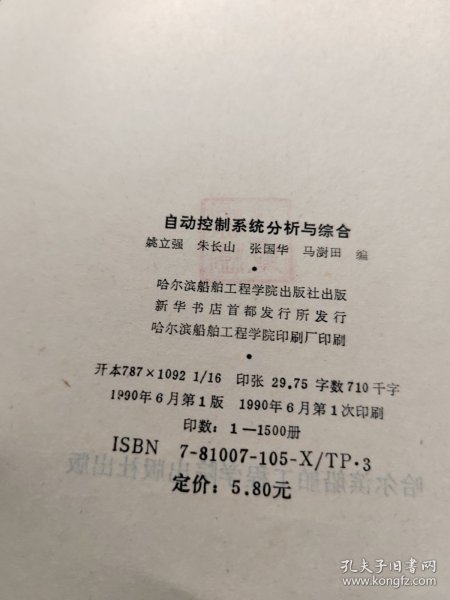 自动控制系统分析与综合
姚立强 朱长山 张国华 马澍田 编
哈尔滨船舶工程学院出版社出版
新华书店首都发行所发行
哈尔滨船舶工程学院印刷厂印刷
开本787×1092 1/16 印张 29.75 字数710千字
1990年6月第1版 1990年6月第1次印刷
印数：1—1500册
ISBN 7-81007-105-X/TP·3
定价：5.80元
孔夫子旧书网
www.kongfz.com